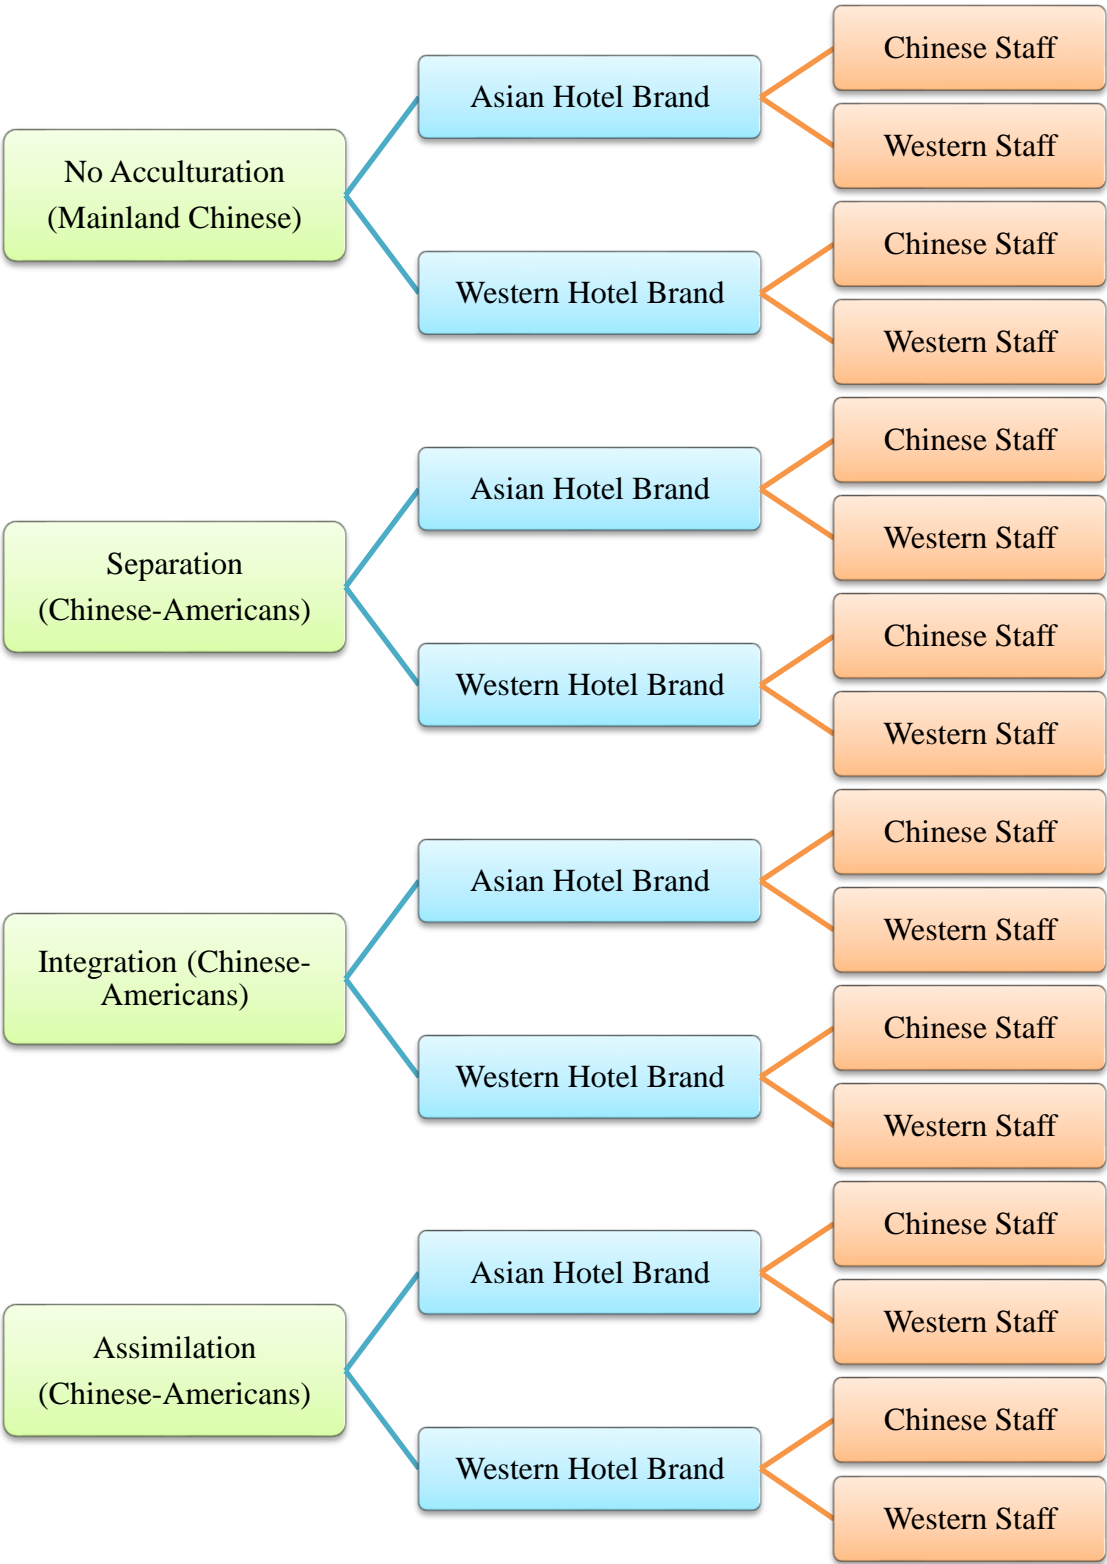 No Acculturation
(Mainland Chinese)
Asian Hotel Brand
Chinese Staff
Western Staff
Western Hotel Brand
Chinese Staff
Western Staff
Separation
(Chinese-Americans)
Asian Hotel Brand
Chinese Staff
Western Staff
Western Hotel Brand
Chinese Staff
Western Staff
Integration (Chinese-
Americans)
Asian Hotel Brand
Chinese Staff
Western Staff
Western Hotel Brand
Chinese Staff
Western Staff
Assimilation
(Chinese-Americans)
Asian Hotel Brand
Chinese Staff
Western Staff
Western Hotel Brand
Chinese Staff
Western Staff